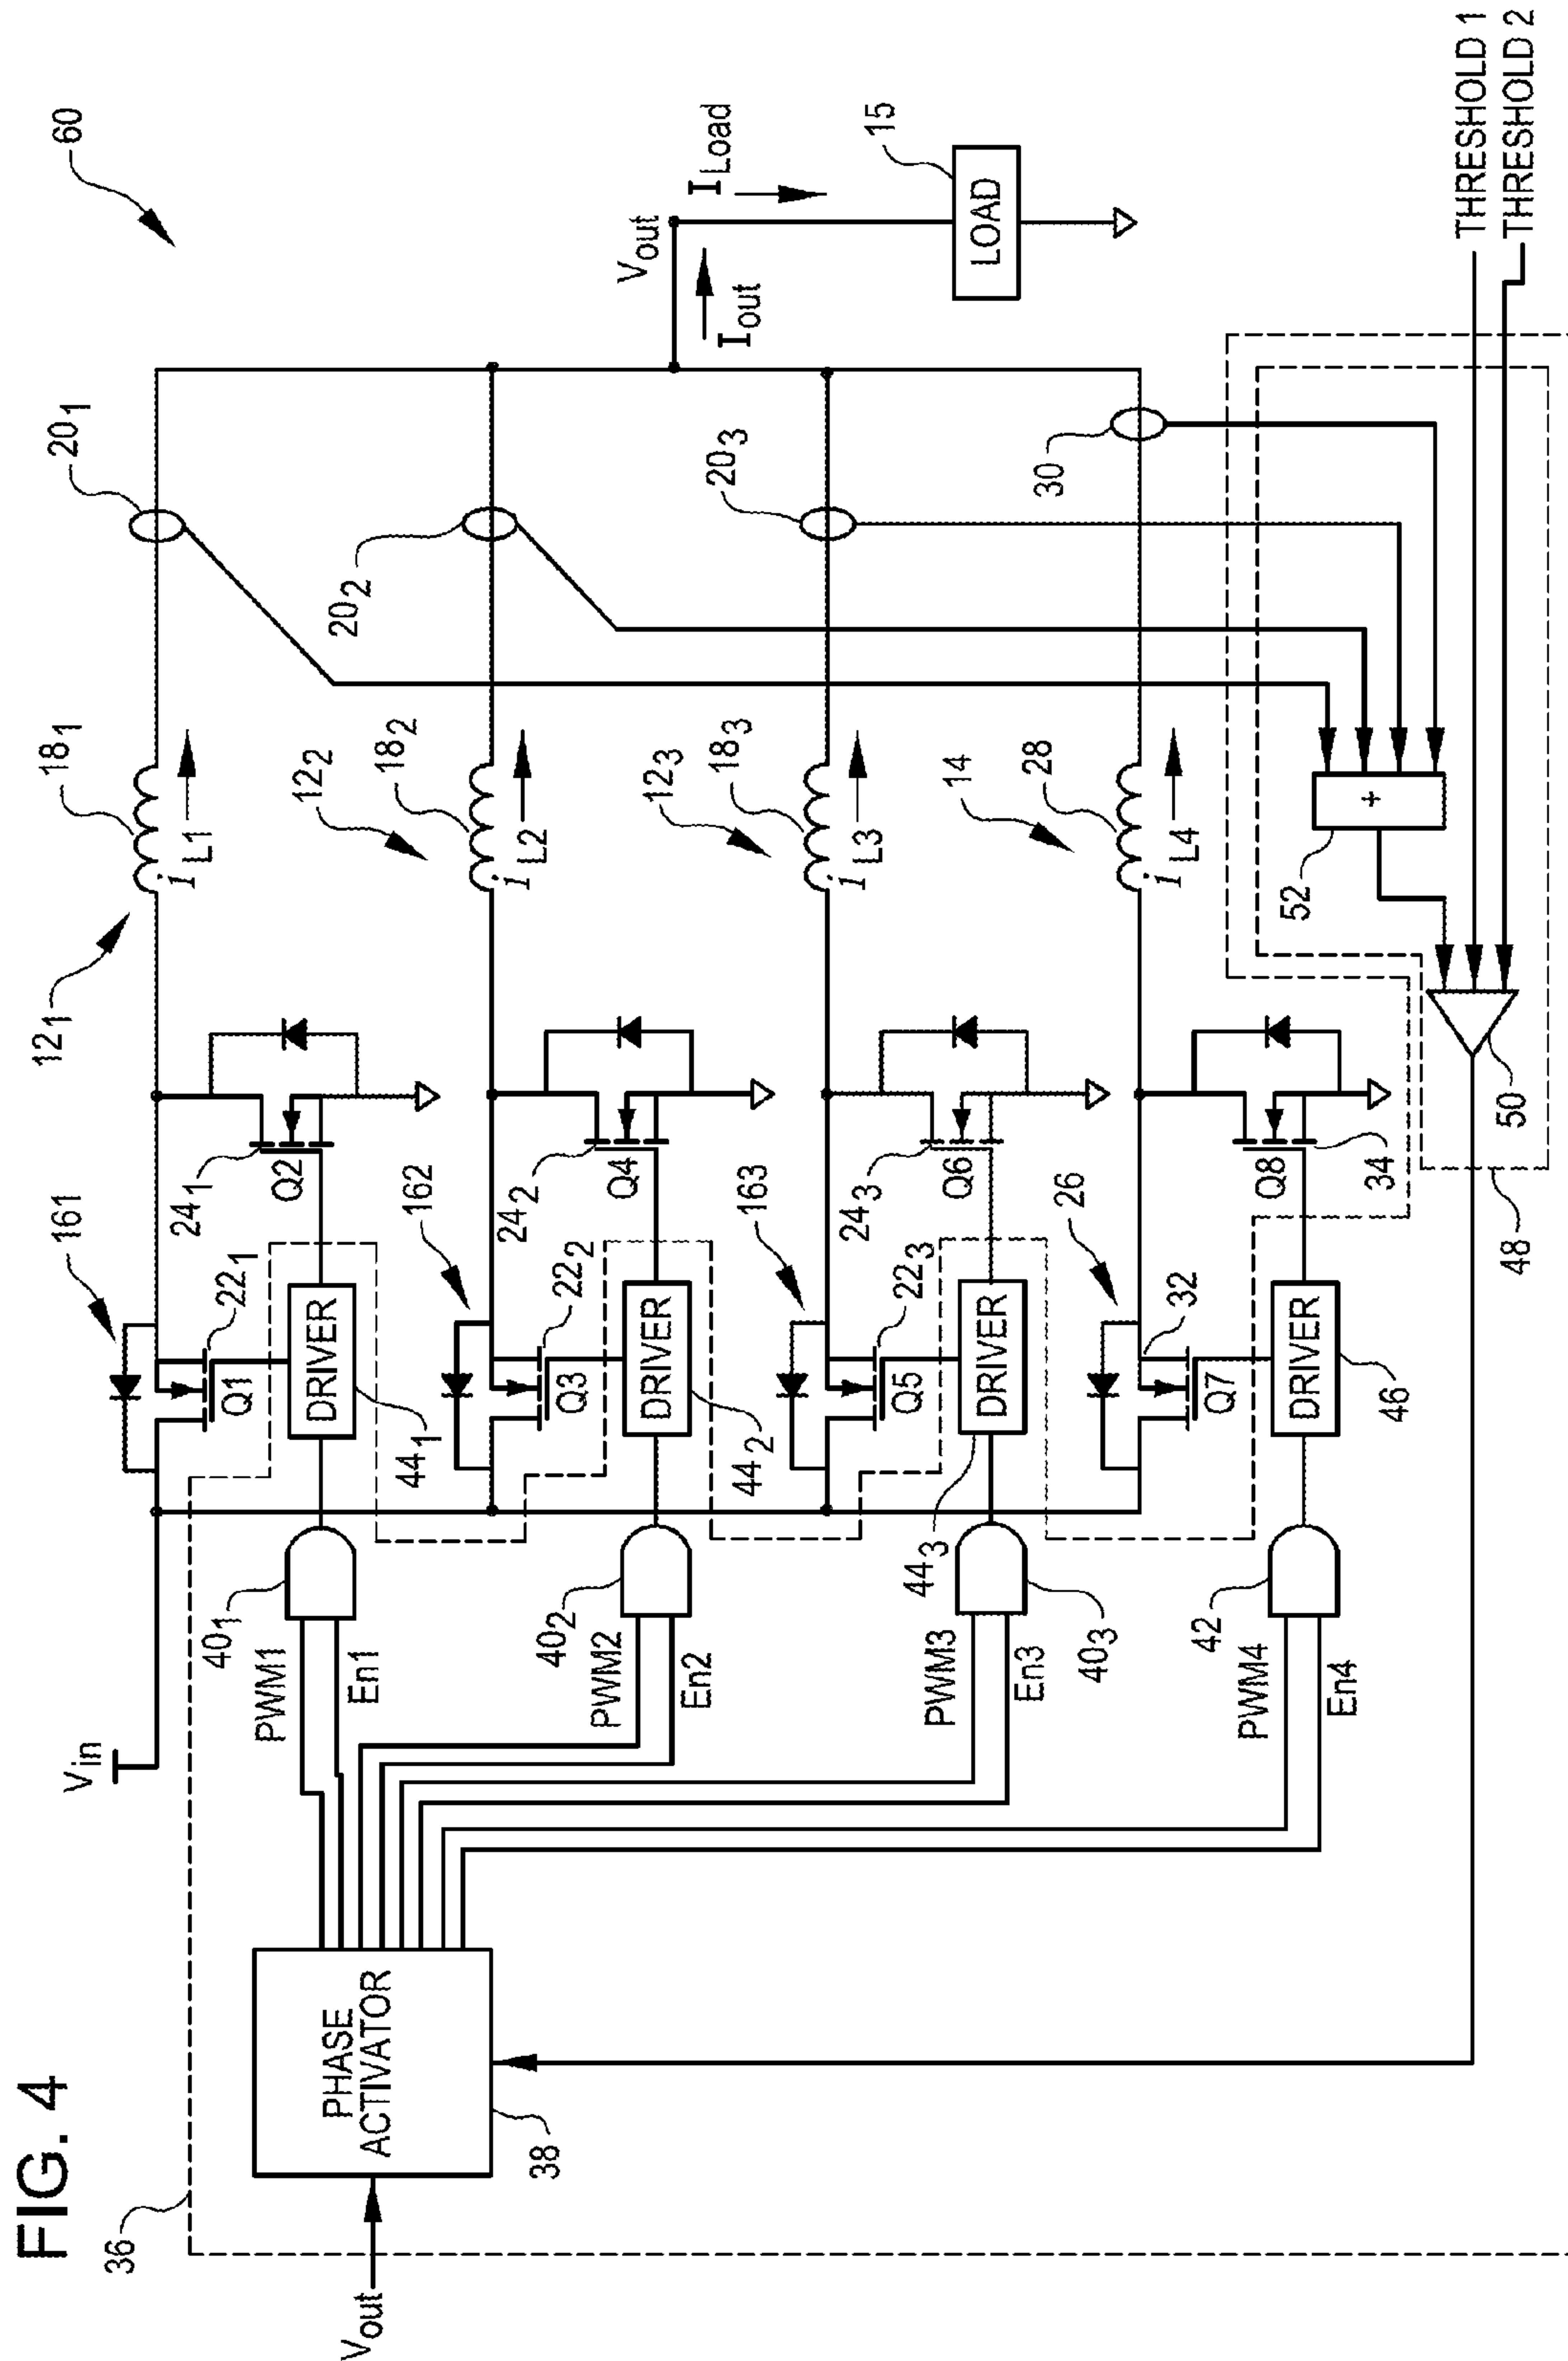 FIG. 4
60
36
Vin
Vout
PHASE
ACTIVATOR
38
PWM1
En1
40₁
DRIVER
44₁
161
22₁
Q1
24₁
Q2
12₁
18₁
iL1
20₁
PWM2
En2
40₂
DRIVER
44₂
162
22₂
Q3
24₂
Q4
12₂
18₂
iL2
20₂
Vout
Iout
ILoad
LOAD
15
PWM3
En3
40₃
DRIVER
44₃
163
22₃
Q5
24₃
Q6
12₃
18₃
iL3
20₃
PWM4
En4
42
DRIVER
46
26
32
Q7
Q8
34
14
28
iL4
30
52
+
50
48
THRESHOLD 1
THRESHOLD 2